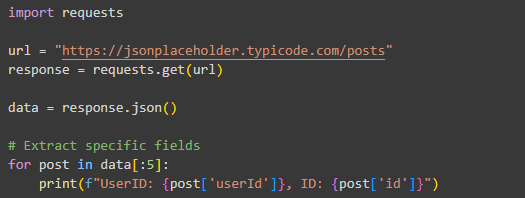 import requests
url = "https://jsonplaceholder.typicode.com/posts"
response = requests.get(url)
data = response.json()
# Extract specific fields
for post in data[:5]:
    print(f"UserID: {post['userId']}, ID: {post['id']}")